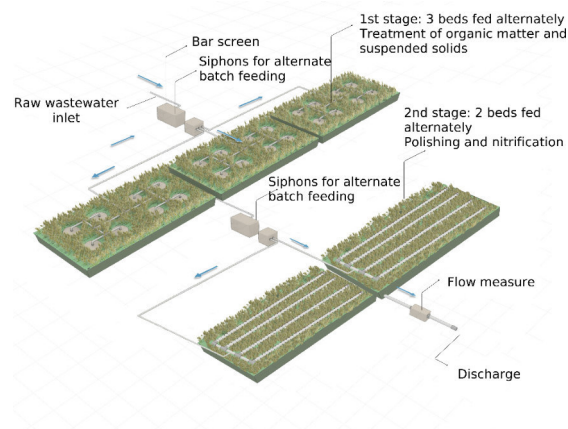 1st stage: 3 beds fed alternately
Treatment of organic matter and
suspended solids
Bar screen
Siphons for alternate
batch feeding
Raw wastewater
inlet
2nd stage: 2 beds fed
alternately
Polishing and nitrification
Siphons for alternate
batch feeding
Flow measure
Discharge